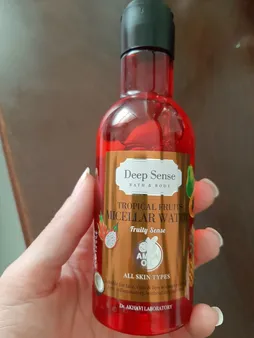 Deep Sense
BATH & BODY
TROPICAL FRUITS
MICELLAR WATER
Fruity Sense
ALL SKIN TYPES
Dr. AKHAVI LABORATORY